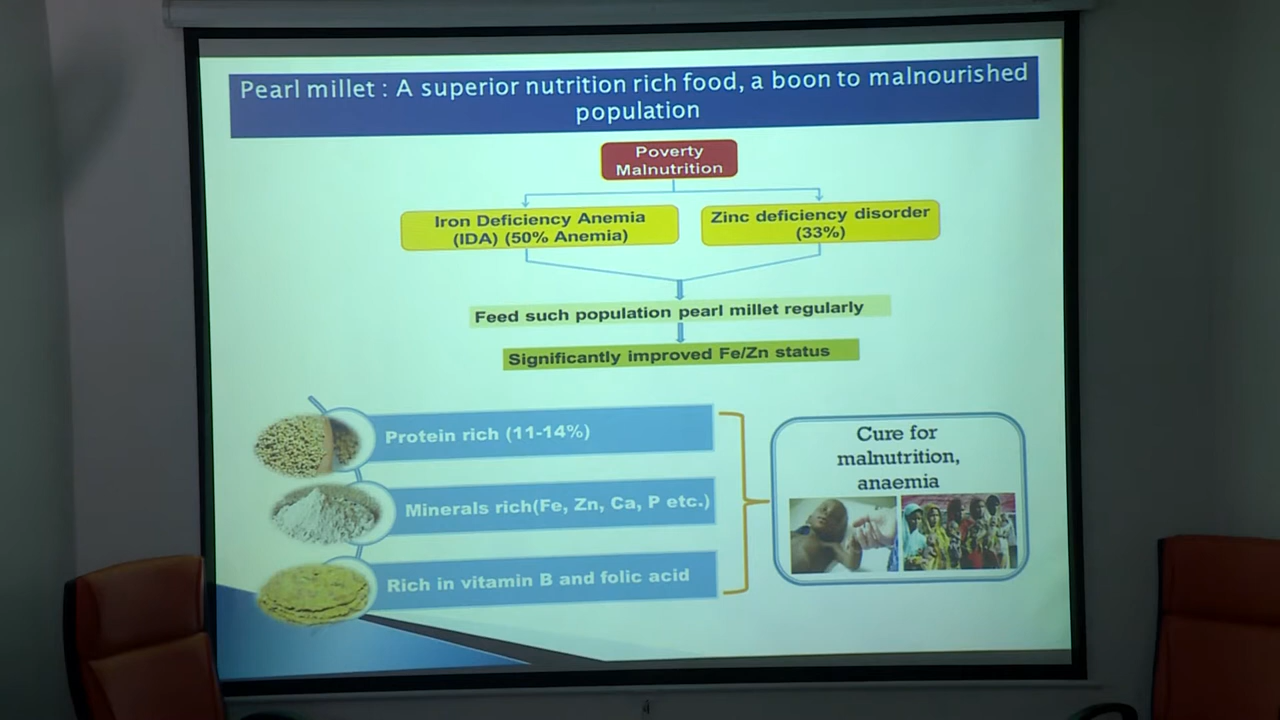 Pearl millet : A superior nutrition rich food, a boon to malnourished
population
Poverty
Malnutrition
Iron Deficiency Anemia
(IDA) (50% Anemia)
Zinc deficiency disorder
(33%)
Feed such population pearl millet regularly
Significantly improved Fe/Zn status
Protein rich (11-14%)
Minerals rich(Fe, Zn, Ca, P etc.)
Rich in vitamin B and folic acid
Cure for
malnutrition,
anaemia